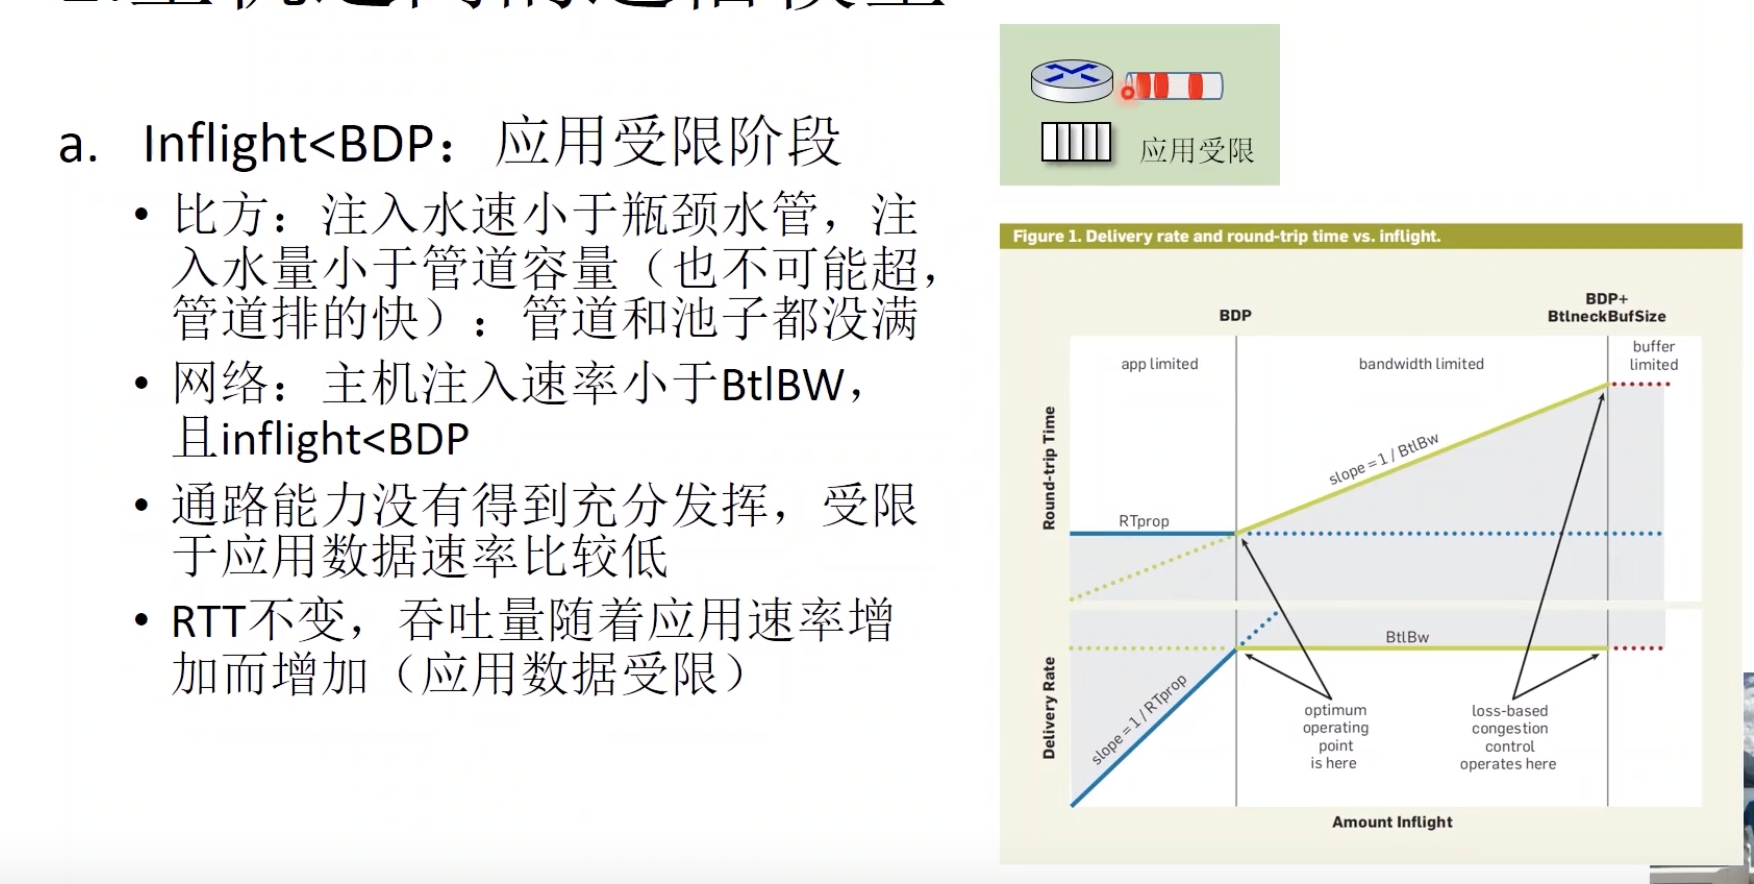 a. Inflight<BDP：应用受限阶段
• 比方：注入水速小于瓶颈水管，注
入水量小于管道容量（也不可能超，
管道排的快）：管道和池子都没满
• 网络：主机注入速率小于BtlBW，
且inflight<BDP
• 通路能力没有得到充分发挥，受限
于应用数据速率比较低
• RTT不变，吞吐量随着应用速率增
加而增加（应用数据受限）
应用受限
Figure 1. Delivery rate and round-trip time vs. inflight.
BDP
BDP+
BtlneckBufSize
app limited
bandwidth limited
buffer
limited
Round-trip Time
slope = 1 / BtlBw
RTprop
BtlBw
Delivery Rate
slope = 1 / RTprop
optimum
operating
point
is here
loss-based
congestion
control
operates here
Amount Inflight